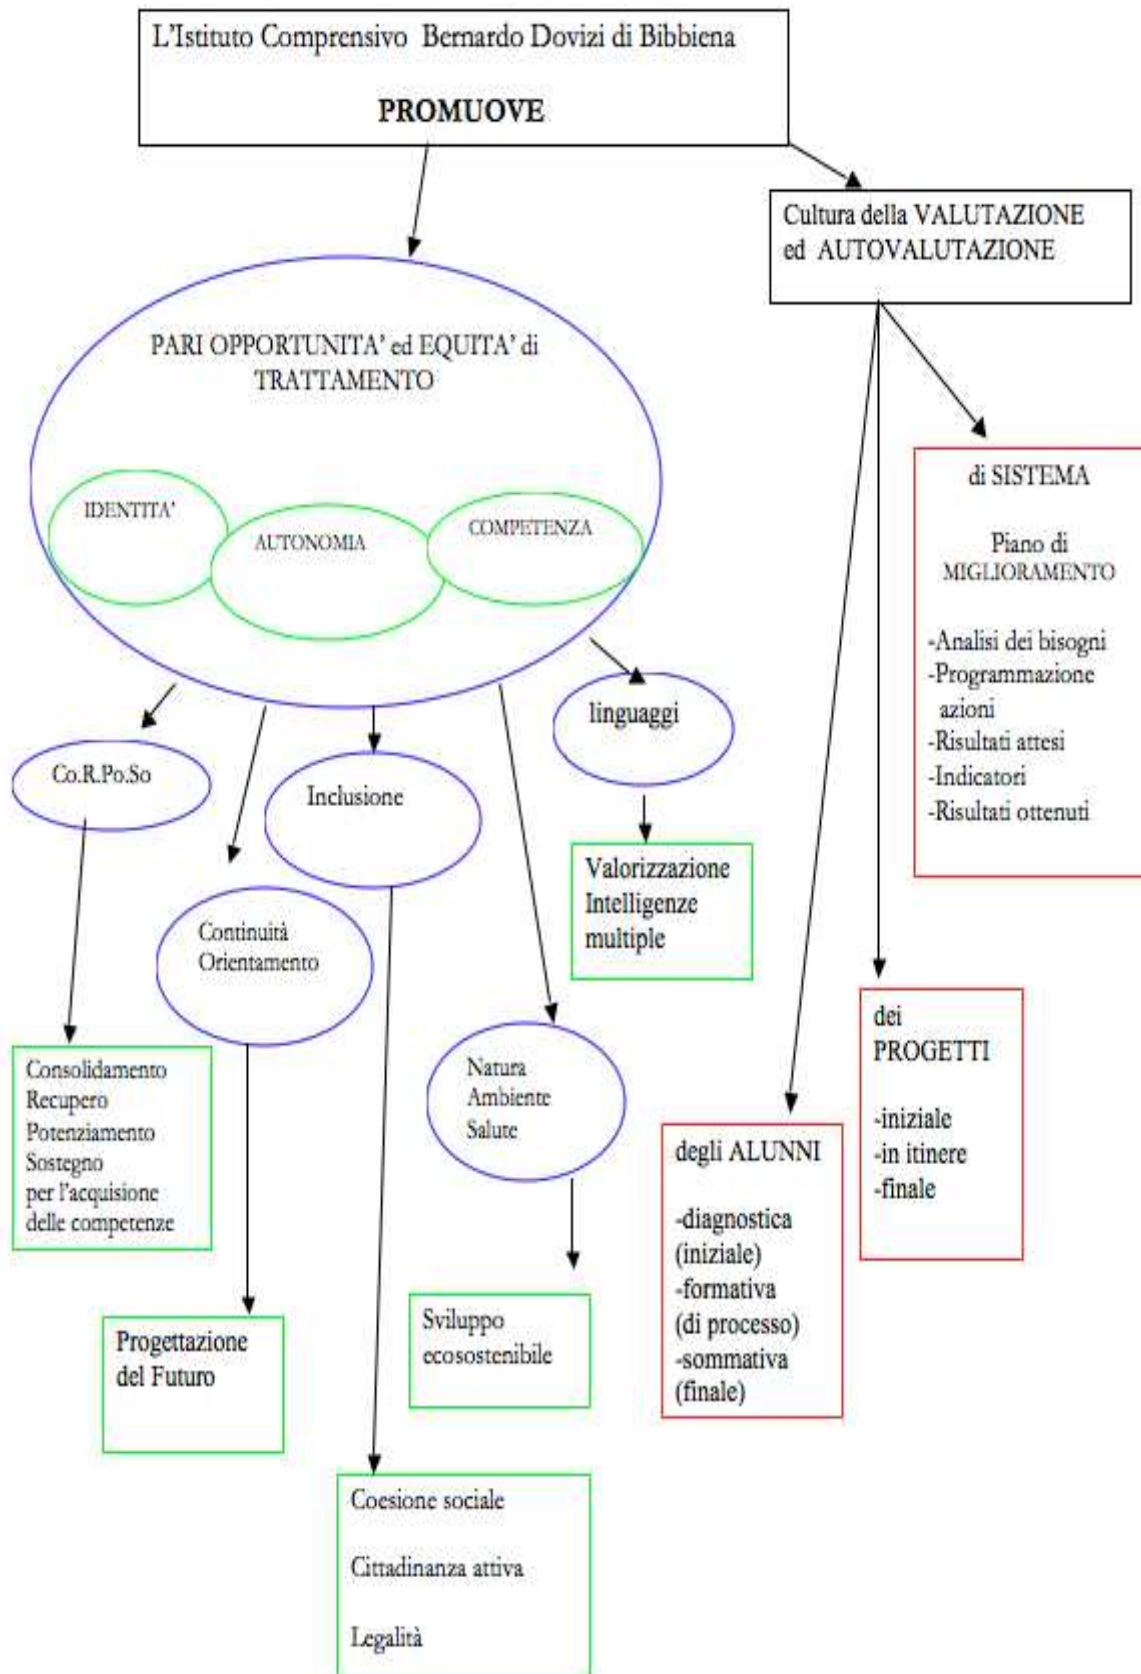 L'Istituto Comprensivo Bernardo Dovizi di Bibbiena
PROMUOVE
Cultura della VALUTAZIONE
ed AUTOVALUTAZIONE
PARI OPPORTUNITA' ed EQUITA' di
TRATTAMENTO
IDENTITA'
AUTONOMIA
COMPETENZA
di SISTEMA
Piano di
MIGLIORAMENTO
-Analisi dei bisogni
-Programmazione
azioni
-Risultati attesi
-Indicatori
-Risultati ottenuti
linguaggi
Co.R.Po.So
Inclusione
Valorizzazione
Intelligenze
multiple
Continuità
Orientamento
dei
PROGETTI
-iniziale
-in itinere
-finale
Consolidamento
Recupero
Potenziamento
Sostegno
per l'acquisione
delle competenze
Natura
Ambiente
Salute
degli ALUNNI
-diagnostica
(iniziale)
-formativa
(di processo)
-sommativa
(finale)
Progettazione
del Futuro
Sviluppo
ecosostenibile
Coesione sociale
Cittadinanza attiva
Legalità